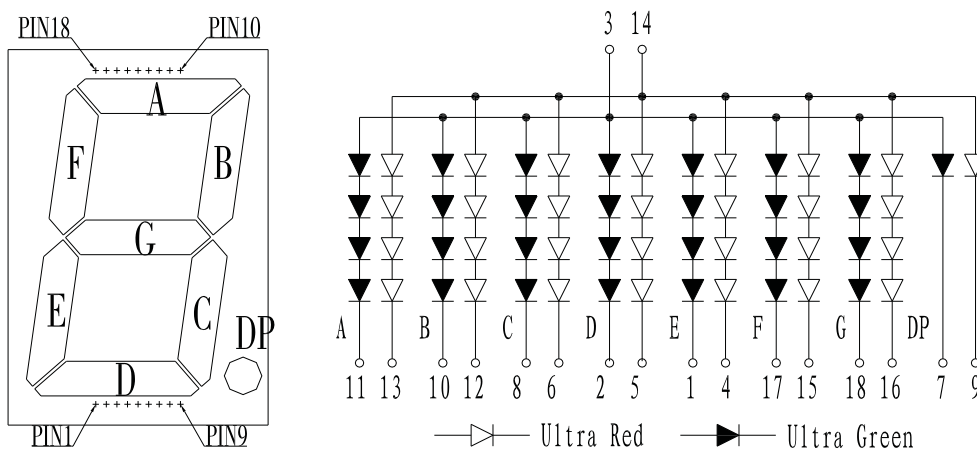 PIN18 PIN10
A
F B
G
E C
DP
D
PIN1 PIN9
3 14
A B C D E F G DP
11 13 10 12 8 6 2 5 1 4 17 15 18 16 7 9
Ultra Red Ultra Green